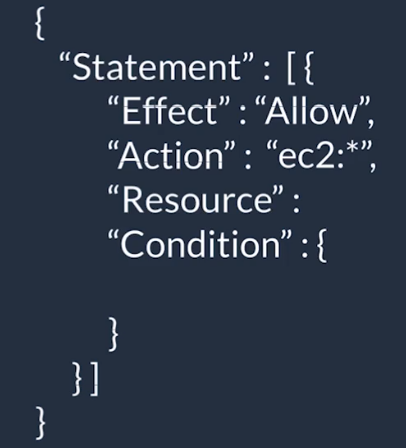 {
“Statement” : [ {
“Effect” : “Allow”,
“Action” : “ec2:*”,
“Resource” :
“Condition” : {
}
} ]
}